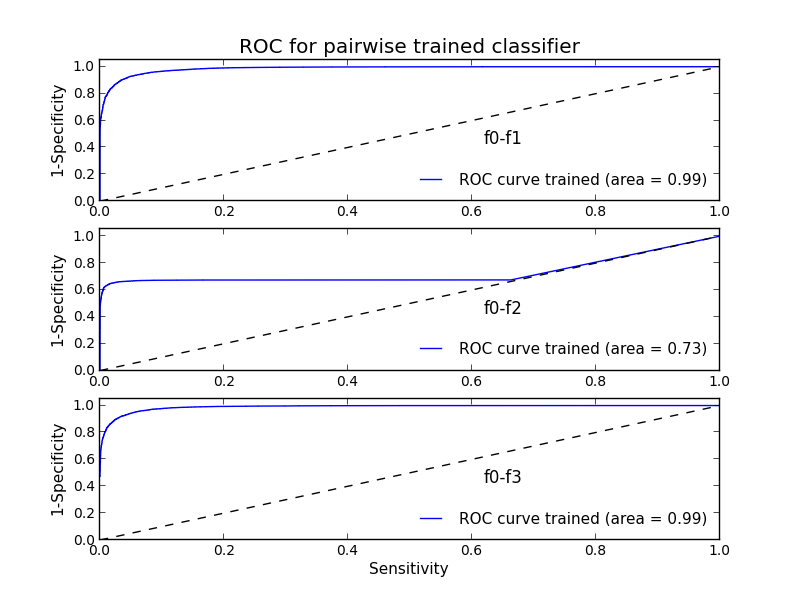 ROC for pairwise trained classifier
1.0
0.8
0.6
0.4
0.2
0.0
1-Specificity
f0-f1
ROC curve trained (area = 0.99)
0.0 0.2 0.4 0.6 0.8 1.0
1.0
0.8
0.6
0.4
0.2
0.0
1-Specificity
f0-f2
ROC curve trained (area = 0.73)
0.0 0.2 0.4 0.6 0.8 1.0
1.0
0.8
0.6
0.4
0.2
0.0
1-Specificity
f0-f3
ROC curve trained (area = 0.99)
0.0 0.2 0.4 0.6 0.8 1.0
Sensitivity